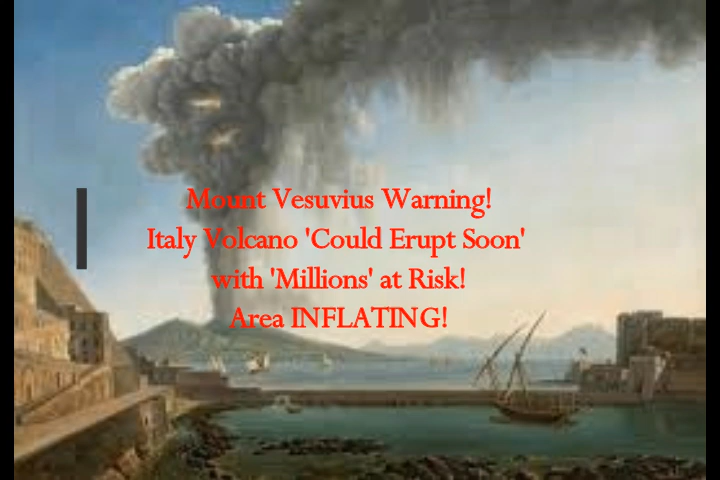 Mount Vesuvius Warning!
Italy Volcano 'Could Erupt Soon'
with 'Millions' at Risk!
Area INFLATING!